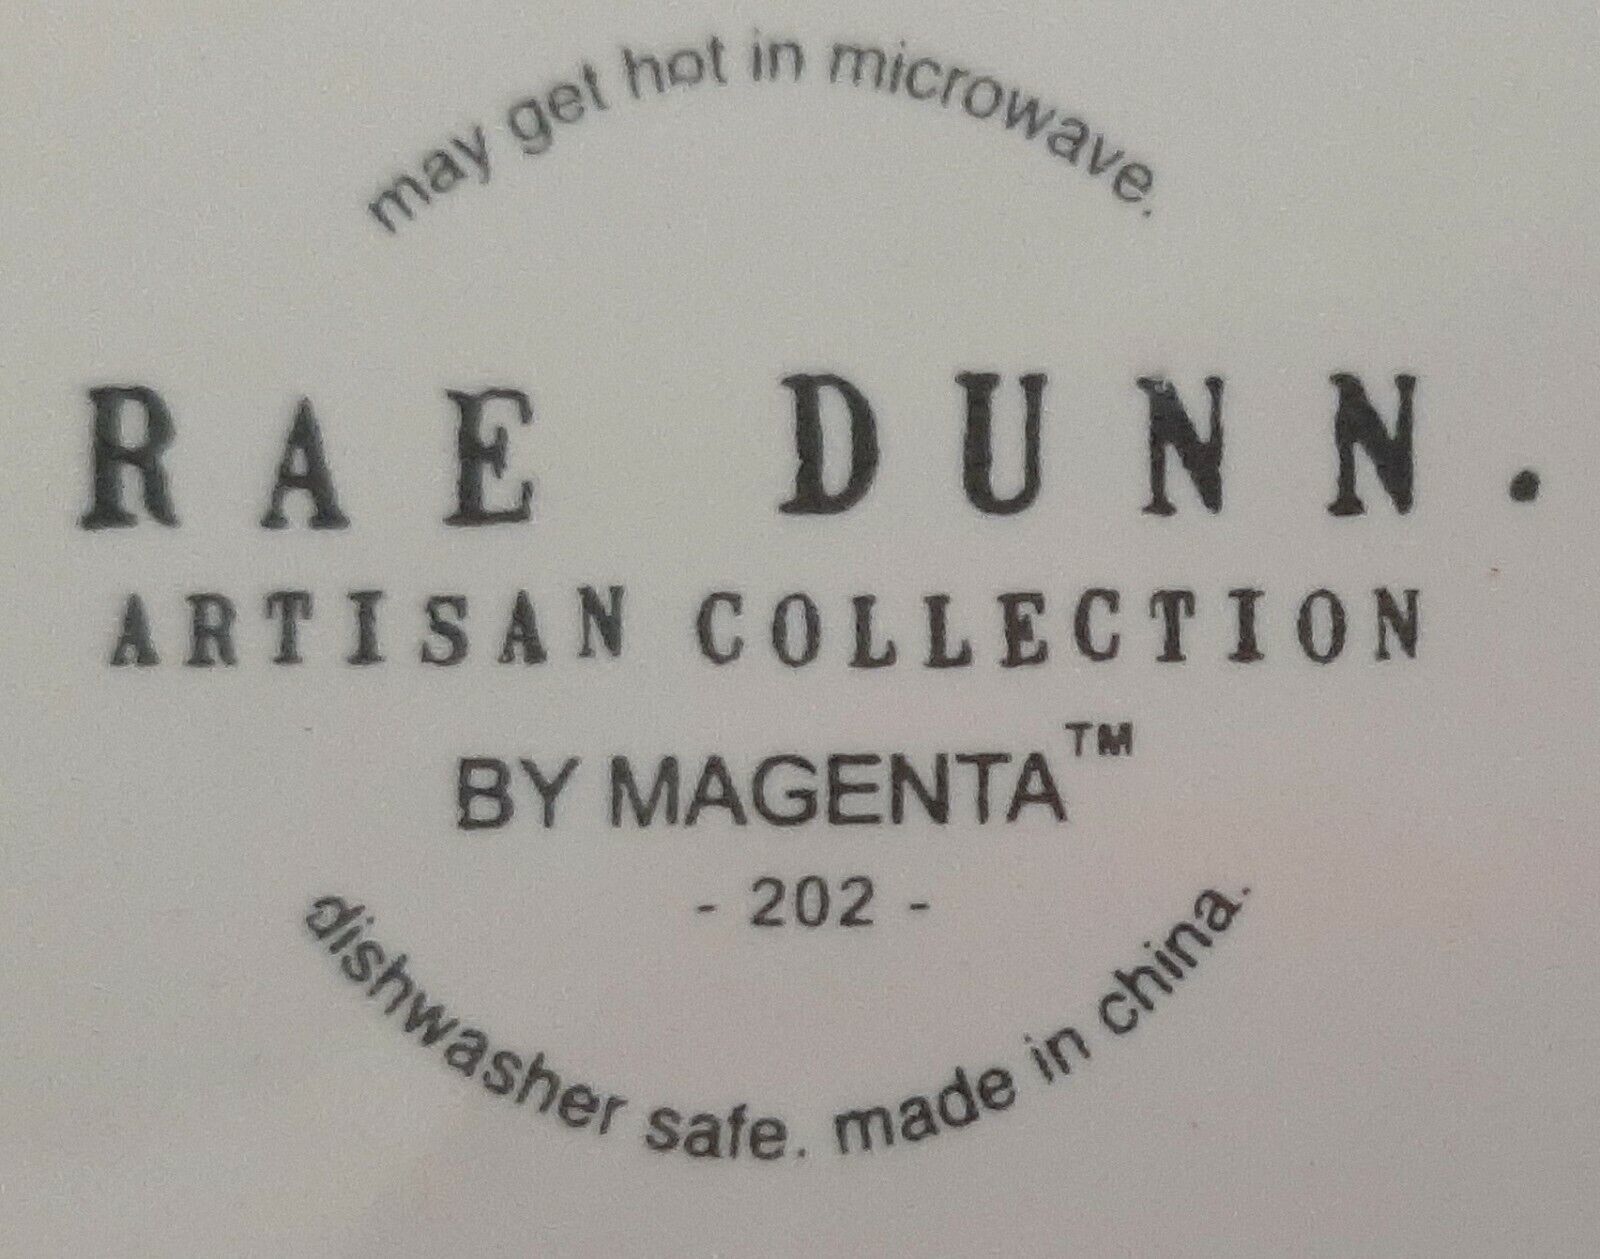 may get hot in microwave.
RAE DUNN.
ARTISAN COLLECTION
BY MAGENTA™
- 202 -
dishwasher safe. made in china.